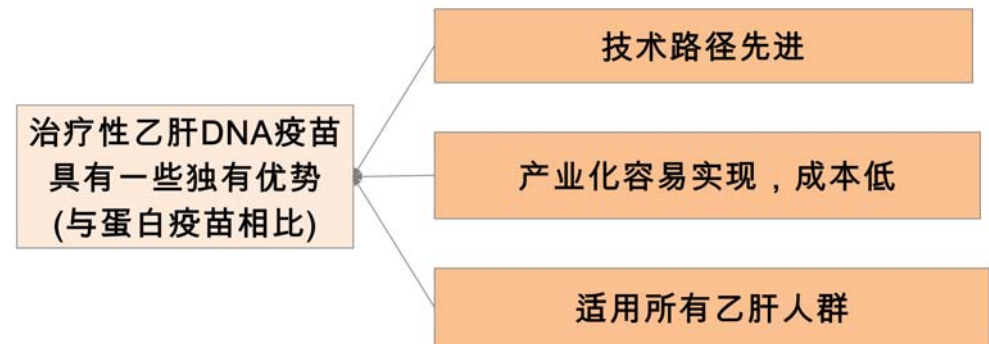 技术路径先进
治疗性乙肝DNA疫苗
具有一些独有优势
(与蛋白疫苗相比)
产业化容易实现，成本低
适用所有乙肝人群